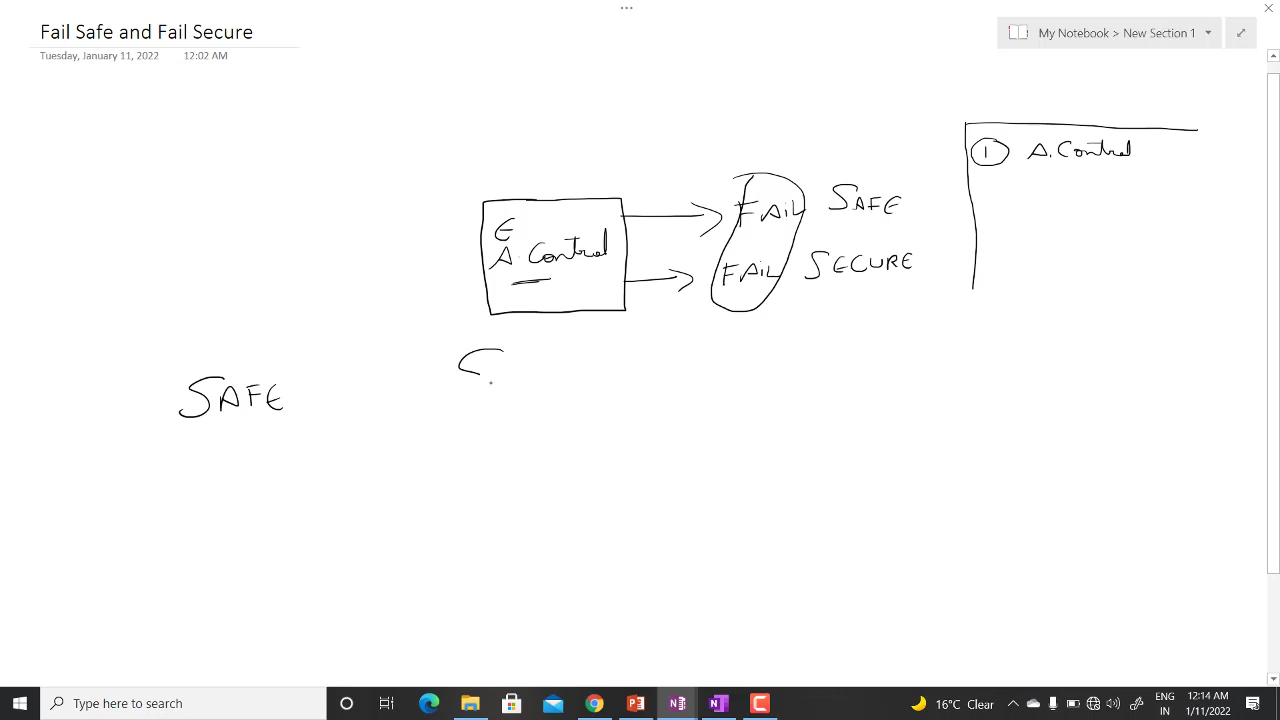 Fail Safe and Fail Secure
Tuesday, January 11, 2022 12:02 AM
My Notebook > New Section 1
1 A. Control
E
A. Control
FAIL SAFE
FAIL SECURE
SAFE
Type here to search
16°C Clear
ENG
IN
12:14 AM
1/11/2022